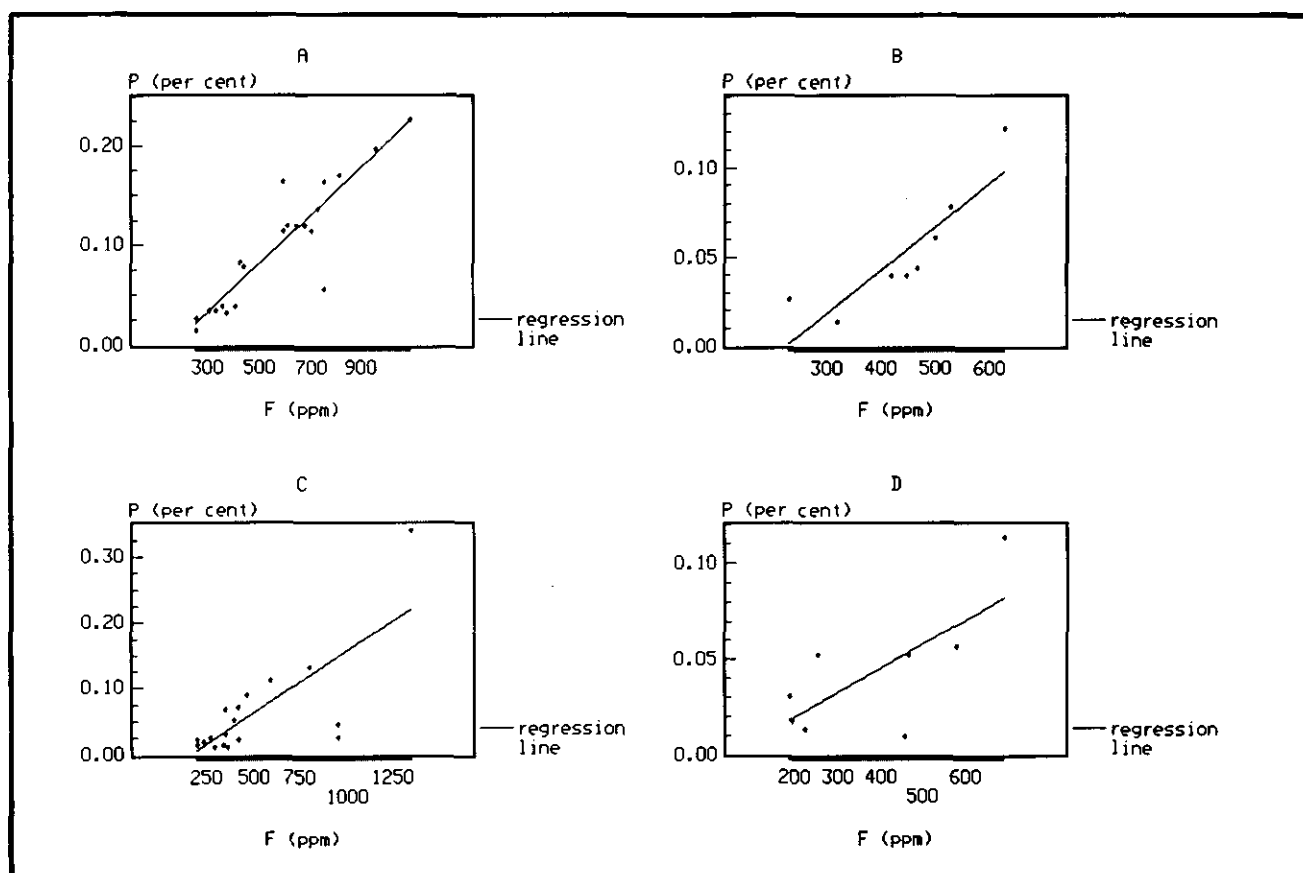 A
P (per cent)
0.20
0.10
0.00
300 500 700 900
F (ppm)
regression
line
B
P (per cent)
0.10
0.05
0.00
300 400 500 600
F (ppm)
regression
line
C
P (per cent)
0.30
0.20
0.10
0.00
250 500 750 1250
1000
F (ppm)
regression
line
D
P (per cent)
0.10
0.05
0.00
200 300 400 600
500
F (ppm)
regression
line